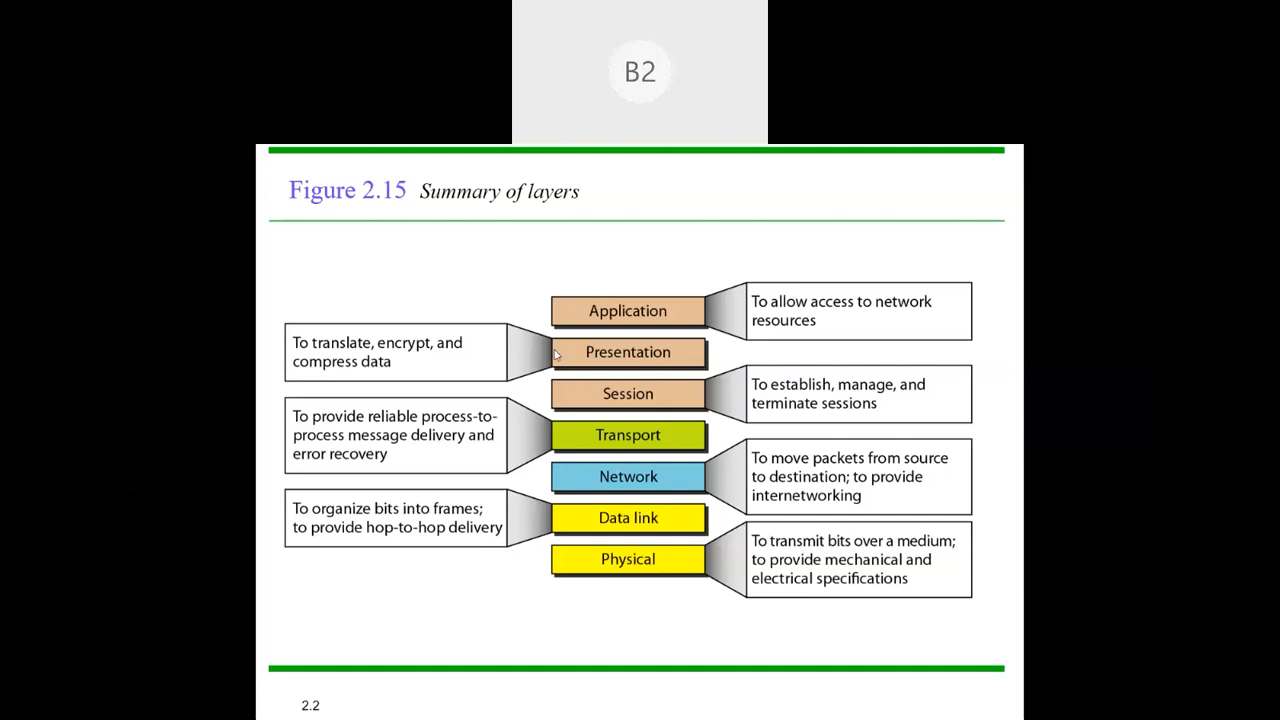 B2
Figure 2.15 Summary of layers
Application
To allow access to network
resources
To translate, encrypt, and
compress data
Presentation
Session
To establish, manage, and
terminate sessions
To provide reliable process-to-
process message delivery and
error recovery
Transport
Network
To move packets from source
to destination; to provide
internetworking
To organize bits into frames;
to provide hop-to-hop delivery
Data link
Physical
To transmit bits over a medium;
to provide mechanical and
electrical specifications
2.2